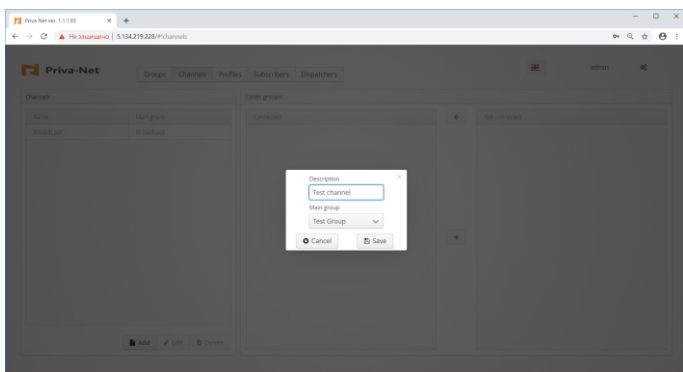 Priva Net ver. 1.1.1.93
Не защищено | 5.134.219.228/#!channels
Priva-Net
Groups Channels Profiles Subscribers Dispatchers
admin
Channels
Listen groups
Name Main group
Connected
Not connected
Broadcast Broadcast
Description
Test channel
Main group
Test Group
Cancel Save
Add Edit Delete